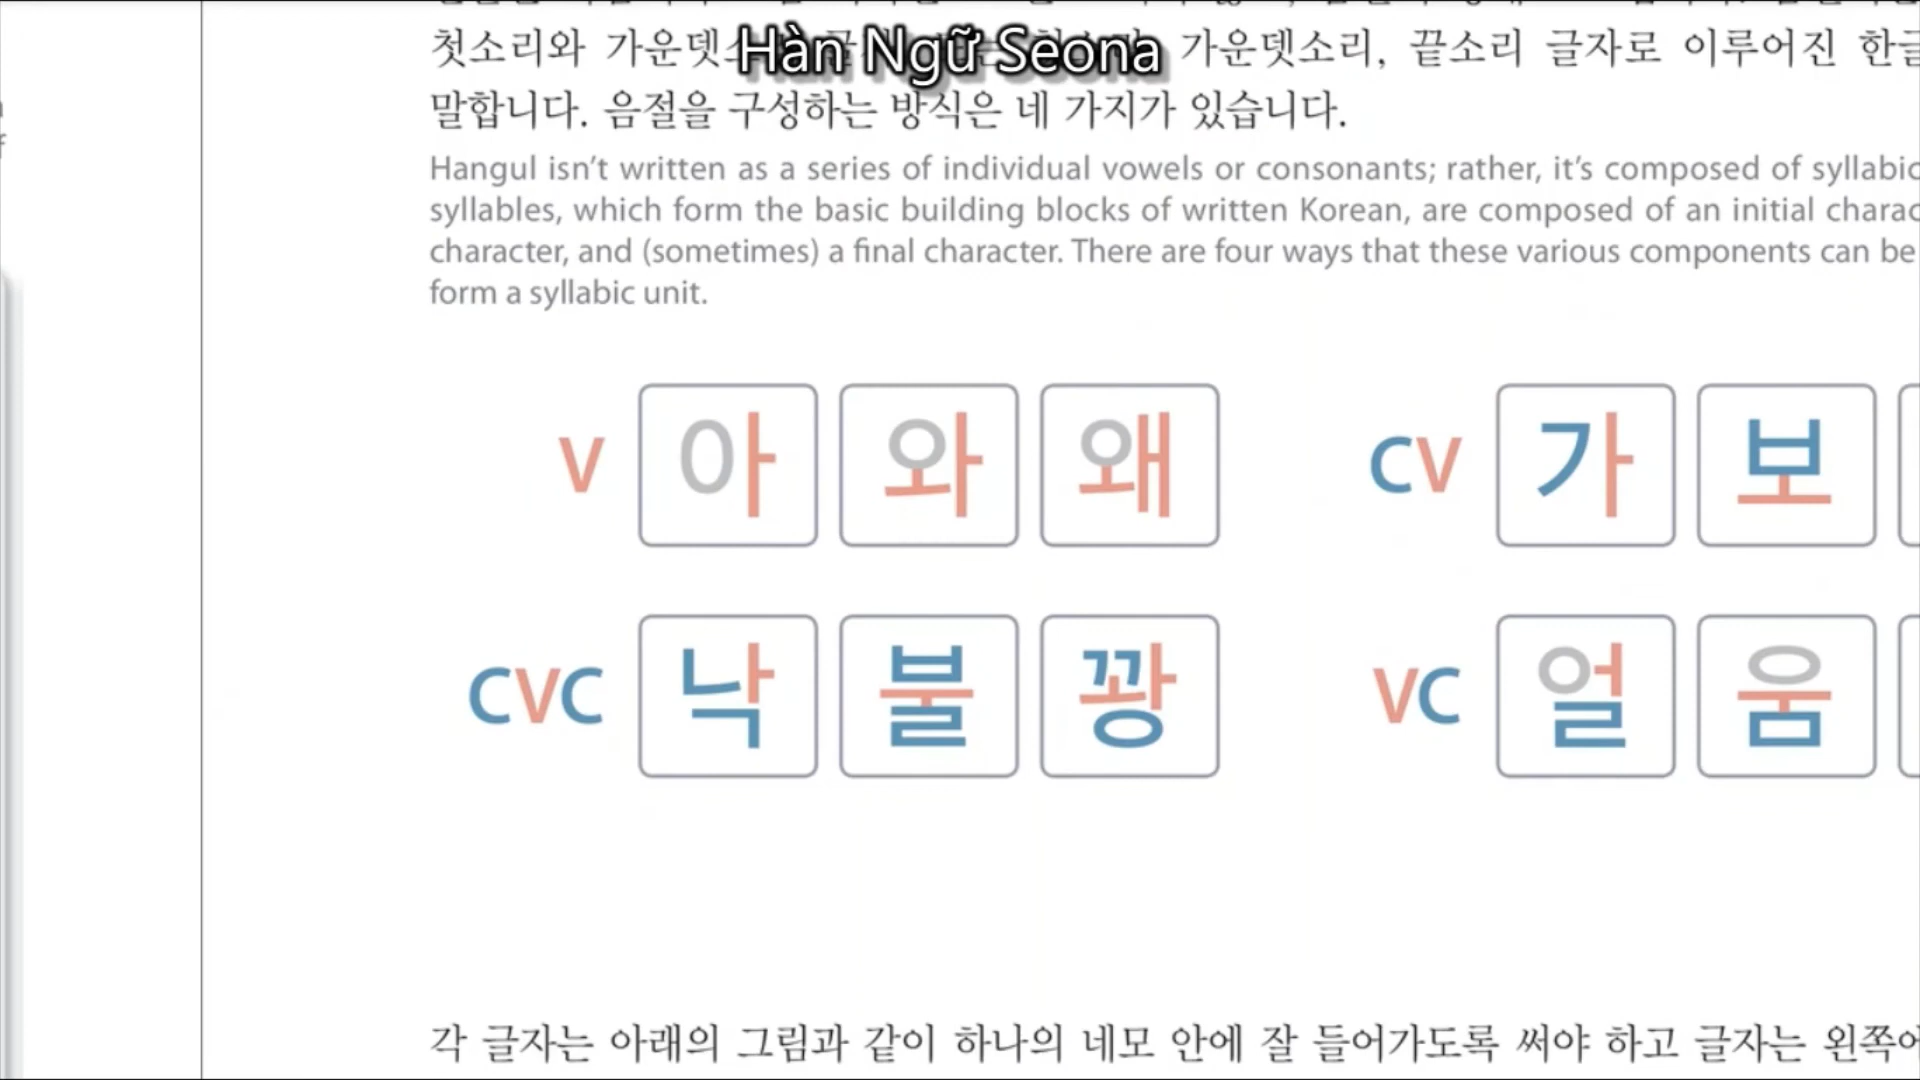 Hàn Ngữ Seona
첫소리와 가운뎃소리 가운뎃소리, 끝소리 글자로 이루어진
말합니다. 음절을 구성하는 방식은 네 가지가 있습니다.
Hangul isn't written as a series of individual vowels or consonants; rather, it's composed of
syllables, which form the basic building blocks of written Korean, are composed of an initial
character, and (sometimes) a final character. There are four ways that these various components can be
form a syllabic unit.
V 아 와 왜 CV 가 보
CVC 낙 불 꽝 VC 얼 움
각 글자는 아래의 그림과 같이 하나의 네모 안에 잘 들어가도록 써야 하고 글자는